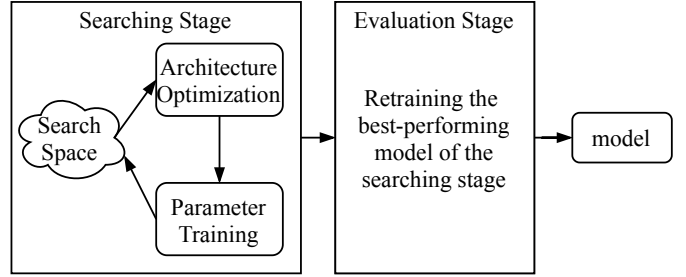 Searching Stage
Architecture
Optimization
Search
Space
Parameter
Training
Evaluation Stage
Retraining the
best-performing
model of the
searching stage
model